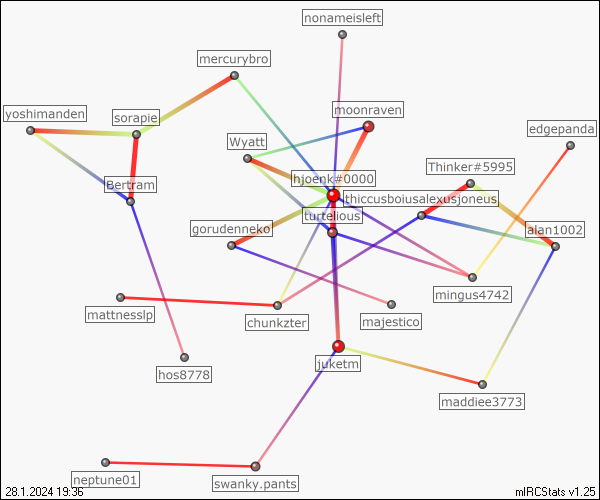 nonameisleft
mercurybro
yoshimanden
sorapie
moonraven
edgepanda
Wyatt
Bertram
hjoenk#0000
Thinker#5995
thiccusboiusalexusjoneus
gorudenneko
turtelious
alan1002
mingus4742
mattnesslp
chunkzter
majestico
hos8778
juketm
maddiee3773
neptune01
swanky.pants
28.1.2024 19:36
mIRCStats v1.25